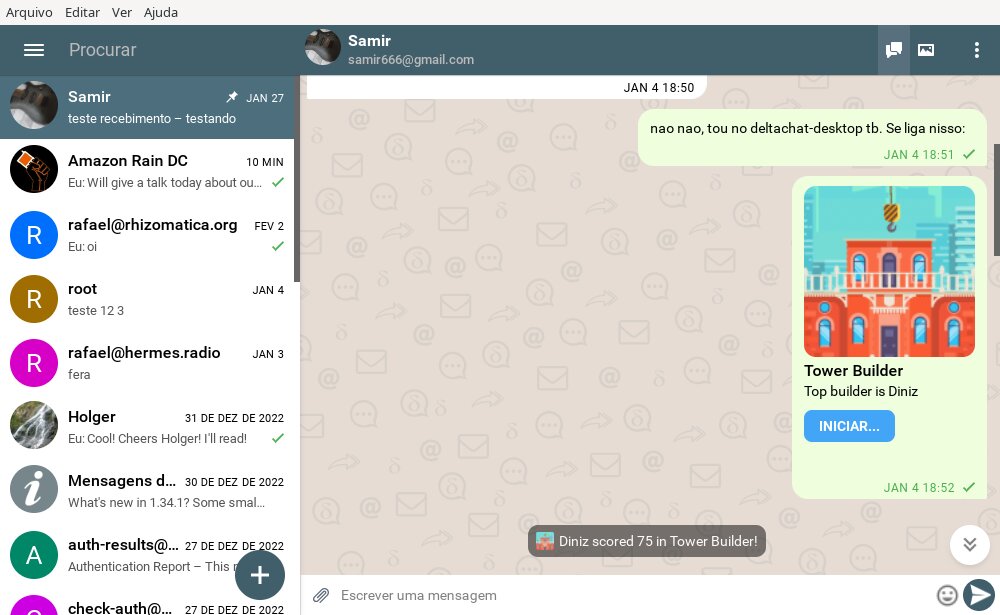 Arquivo Editar Ver Ajuda
Procurar
Samir
samir666@gmail.com
Samir JAN 27
teste recebimento – testando
Amazon Rain DC 10 MIN
Eu: Will give a talk today about ou...
R
rafael@rhizomatica.org FEV 2
Eu: oi
R
root JAN 4
teste 12 3
R
rafael@hermes.radio JAN 3
fera
Holger 31 DE DEZ DE 2022
Eu: Cool! Cheers Holger! I'll read!
i
Mensagens d... 30 DE DEZ DE 2022
What's new in 1.34.1? Some smal...
A
auth-results@... 27 DE DEZ DE 2022
Authentication Report – This
check-auth@... 27 DE DEZ DE 2022
JAN 4 18:50
nao nao, tou no deltachat-desktop tb. Se liga nisso:
JAN 4 18:51
Tower Builder
Top builder is Diniz
INICIAR...
JAN 4 18:52
Diniz scored 75 in Tower Builder!
Escrever uma mensagem